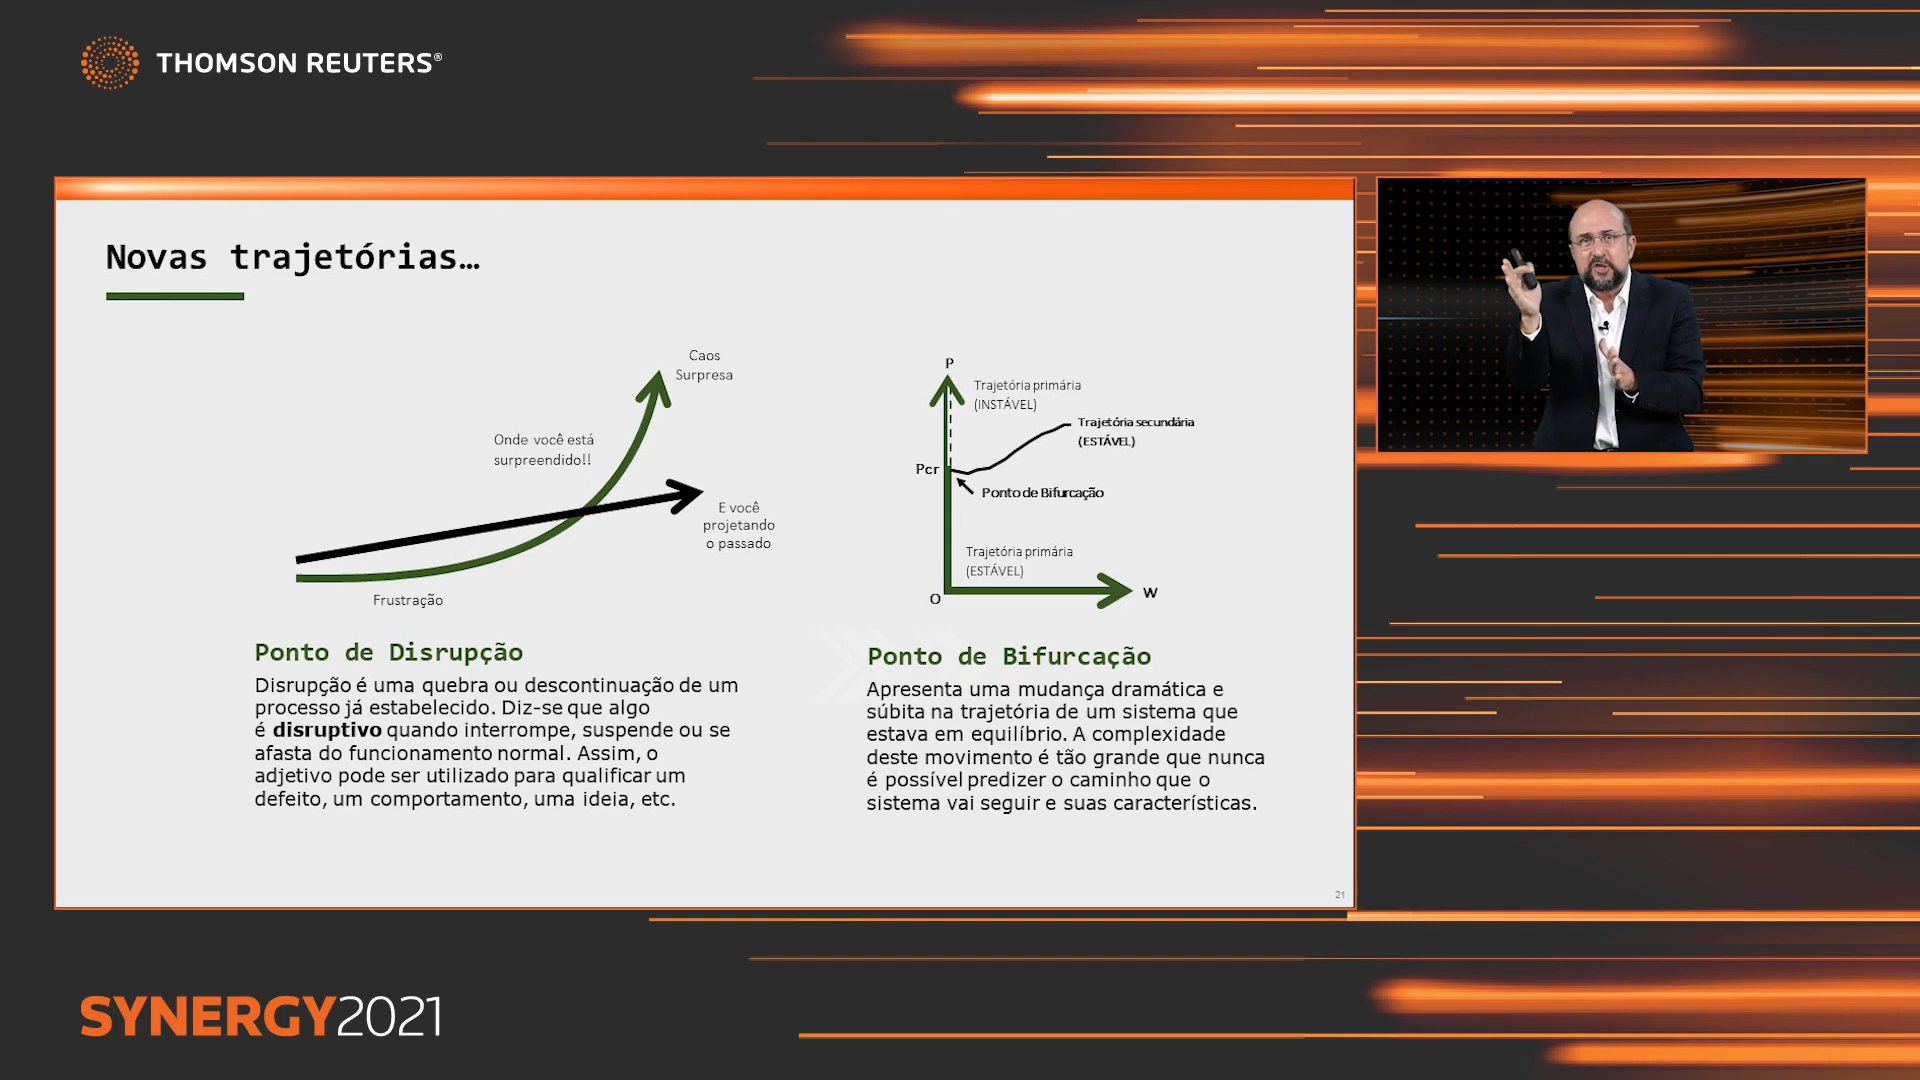 THOMSON REUTERS®
Novas trajetórias…
Caos
Surpresa
Onde você está
surpreendido!!
E você
projetando
o passado
Frustração
P
Trajetória primária
(INSTÁVEL)
Trajetória secundária
(ESTÁVEL)
Pcr
Ponto de Bifurcação
Trajetória primária
(ESTÁVEL)
O
W
Ponto de Disrupção
Disrupção é uma quebra ou descontinuação de um
processo já estabelecido. Diz-se que algo
é disruptivo quando interrompe, suspende ou se
afasta do funcionamento normal. Assim, o
adjetivo pode ser utilizado para qualificar um
defeito, um comportamento, uma ideia, etc.
Ponto de Bifurcação
Apresenta uma mudança dramática e
súbita na trajetória de um sistema que
estava em equilíbrio. A complexidade
deste movimento é tão grande que nunca
é possível predizer o caminho que o
sistema vai seguir e suas características.
21
SYNERGY2021